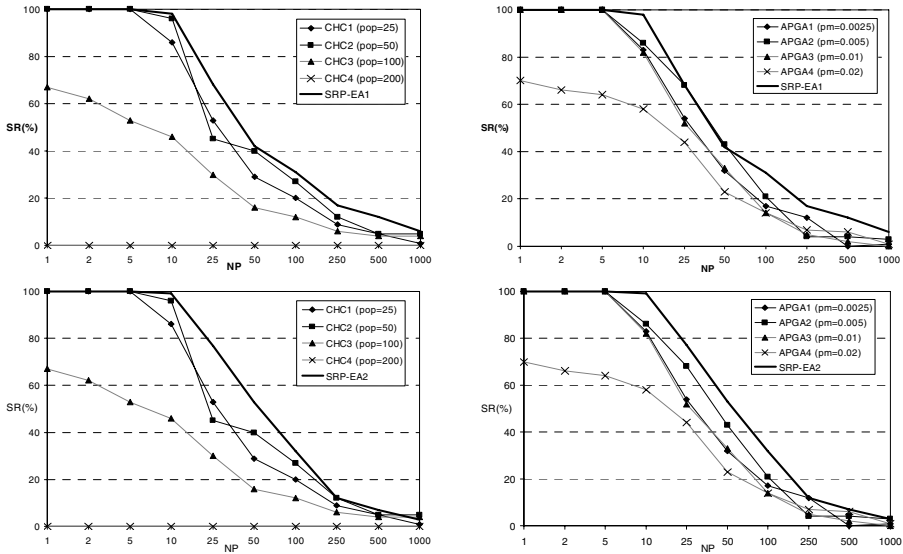 100
80
60
SR(%)
40
20
0
1 2 5 10 25 50 100 250 500 1000
NP
CHC1 (pop=25)
CHC2 (pop=50)
CHC3 (pop=100)
CHC4 (pop=200)
SRP-EA1
100
80
60
SR(%)
40
20
0
1 2 5 10 25 50 100 250 500 1000
NP
APGA1 (pm=0.0025)
APGA2 (pm=0.005)
APGA3 (pm=0.01)
APGA4 (pm=0.02)
SRP-EA1
100
80
60
SR(%)
40
20
0
1 2 5 10 25 50 100 250 500 1000
NP
CHC1 (pop=25)
CHC2 (pop=50)
CHC3 (pop=100)
CHC4 (pop=200)
SRP-EA2
100
80
60
SR(%)
40
20
0
1 2 5 10 25 50 100 250 500 1000
NP
APGA1 (pm=0.0025)
APGA2 (pm=0.005)
APGA3 (pm=0.01)
APGA4 (pm=0.02)
SRP-EA2